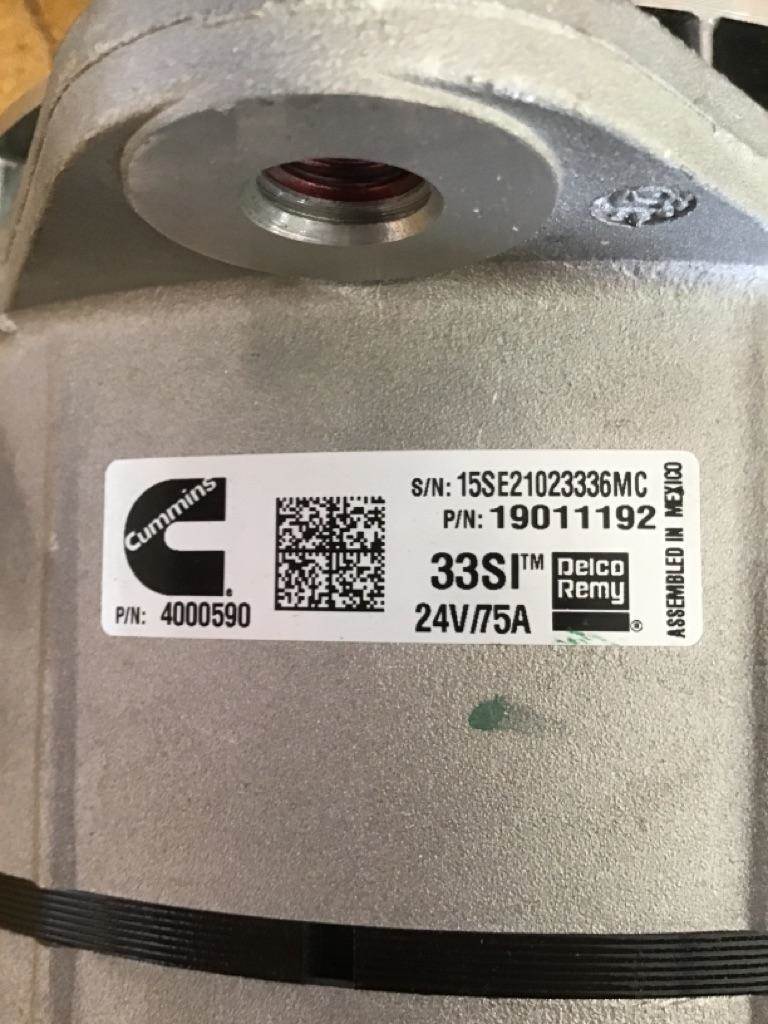 Cummins
P/N: 4000590
S/N: 15SE21023336MC
P/N: 19011192
33SI™
24V/75A
Delco
Remy
®
ASSEMBLED IN MEXICO